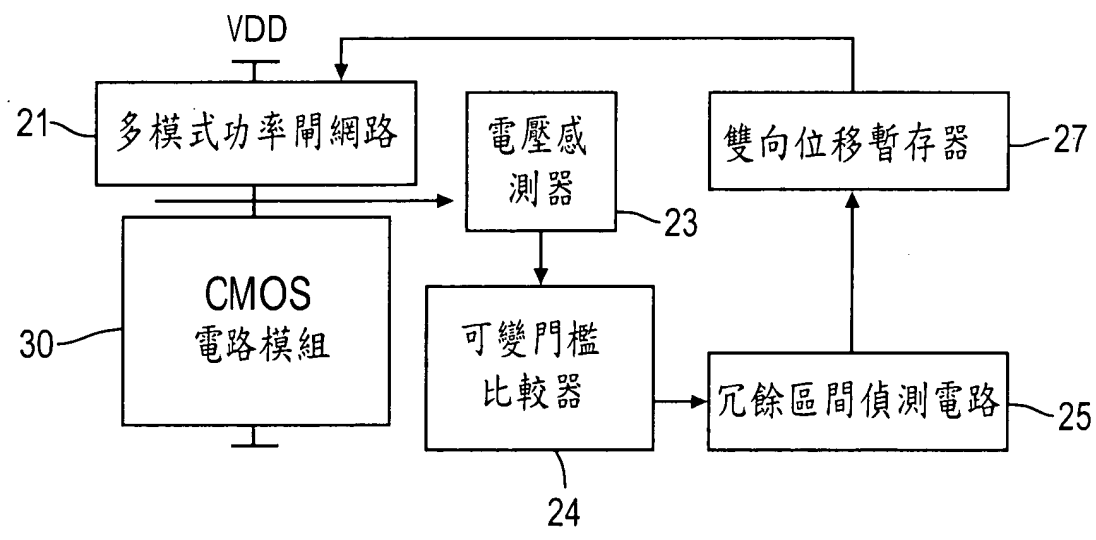 VDD
21
多模式功率閘網路
電壓感
測器
23
雙向位移暫存器
27
CMOS
電路模組
30
可變門檻
比較器
24
冗餘區間偵測電路
25